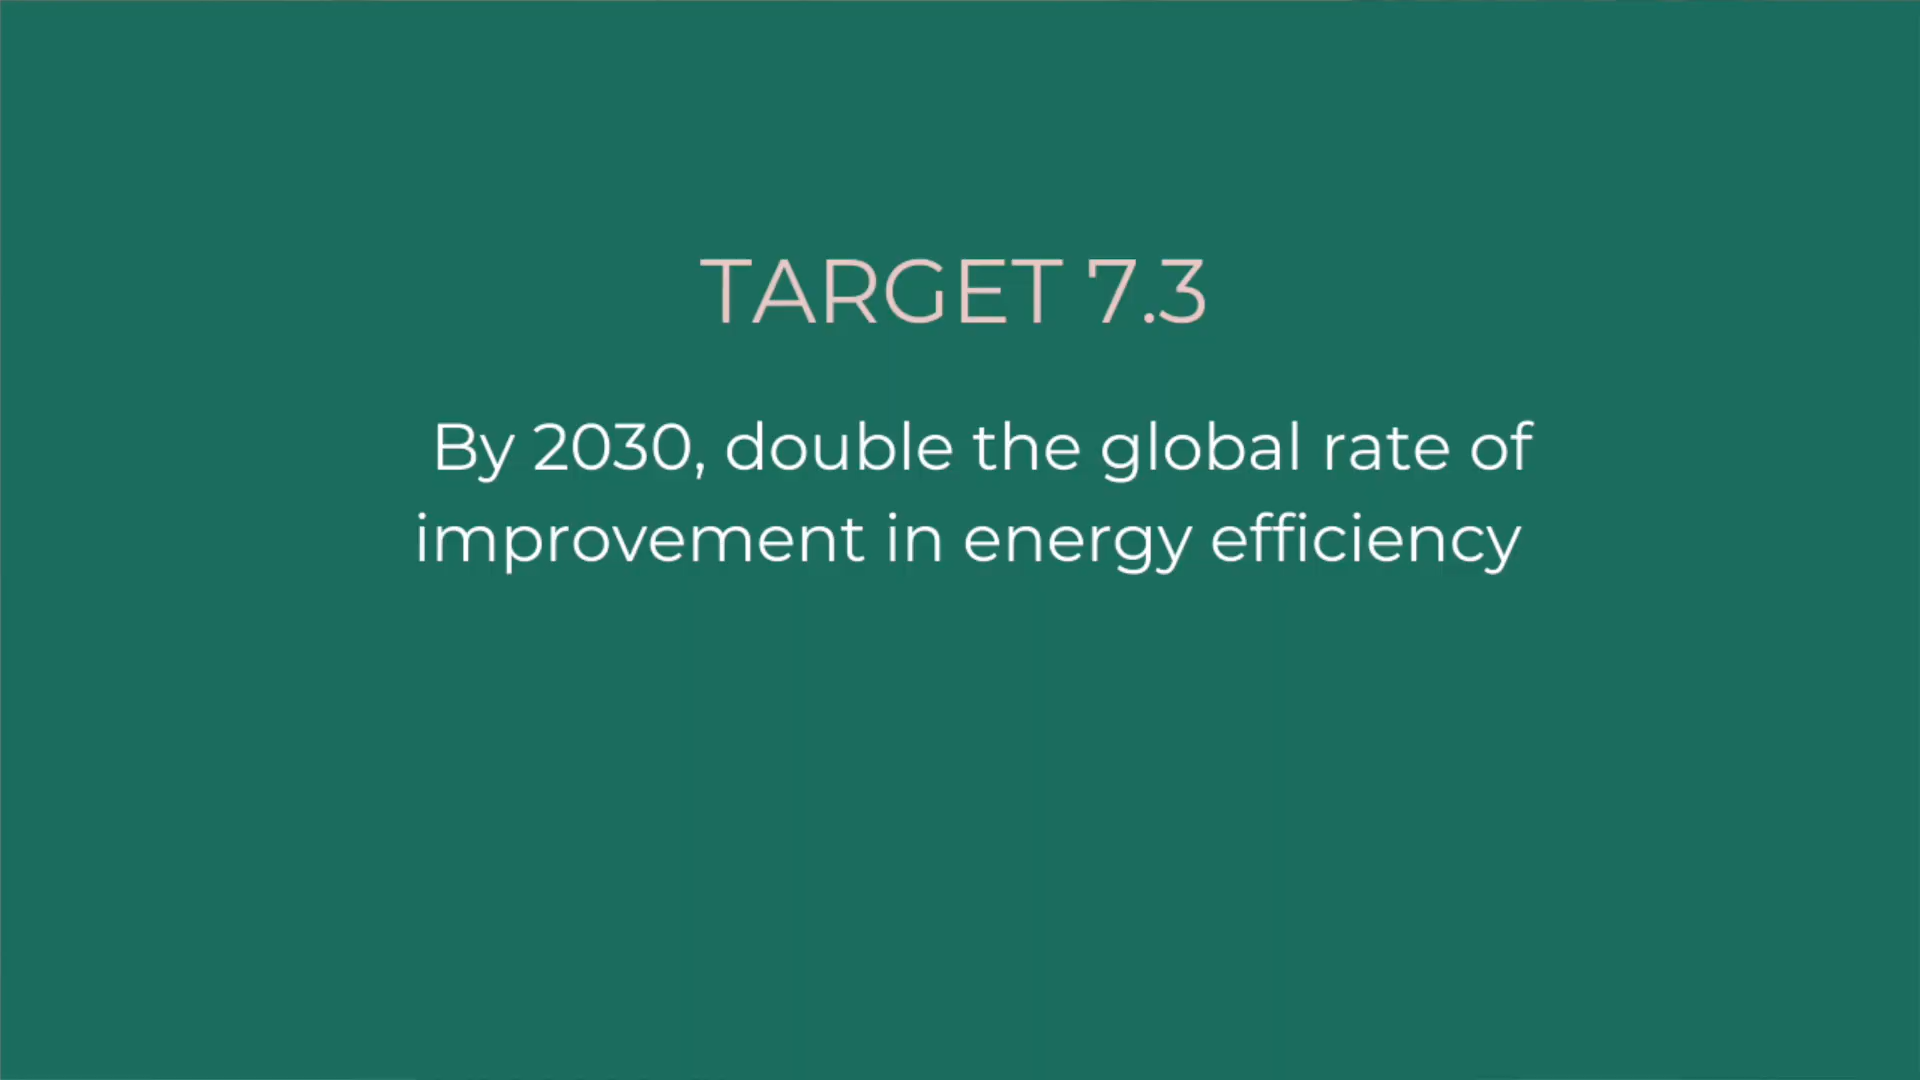 TARGET 7.3
By 2030, double the global rate of
improvement in energy efficiency